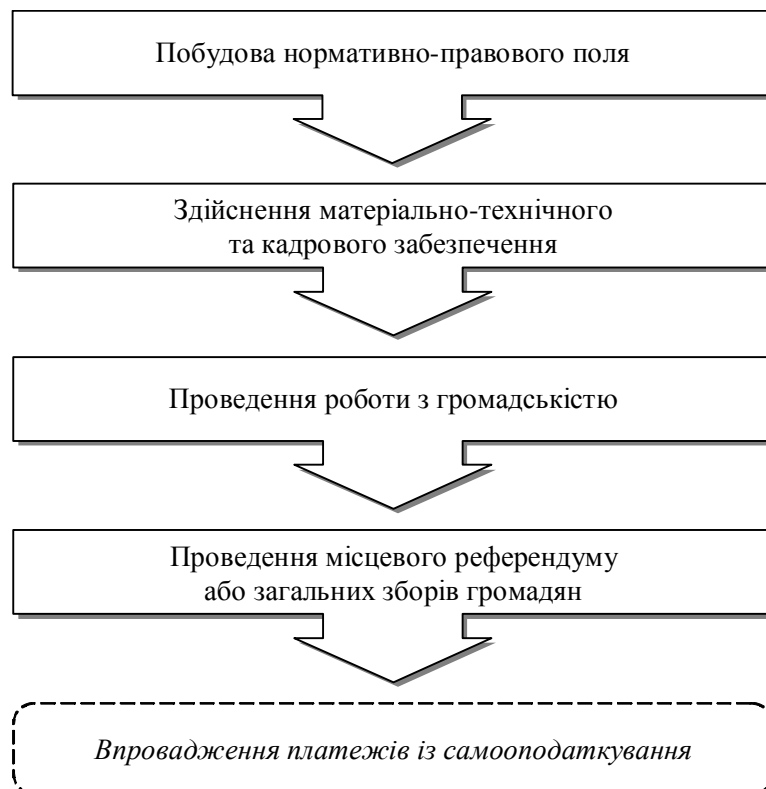 Побудова нормативно-правового поля
Здійснення матеріально-технічного
та кадрового забезпечення
Проведення роботи з громадськістю
Проведення місцевого референдуму
або загальних зборів громадян
Впровадження платежів із самооподаткування